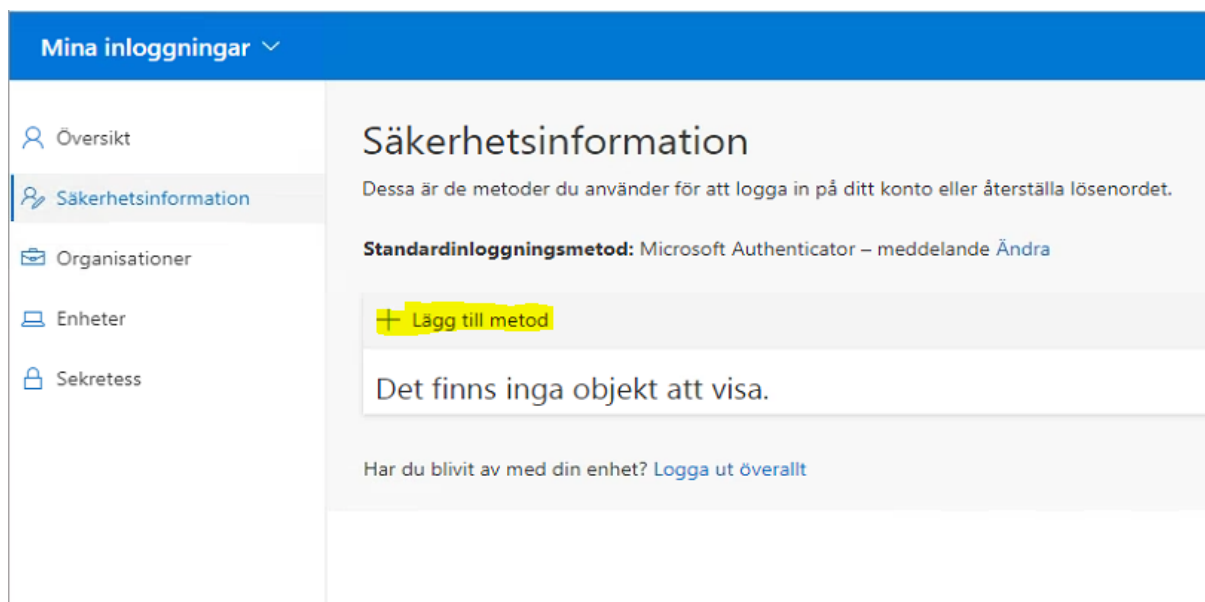 Mina inloggningar
Översikt
Säkerhetsinformation
Organisationer
Enheter
Sekretess
Säkerhetsinformation
Dessa är de metoder du använder för att logga in på ditt konto eller återställa lösenordet.
Standardinloggningsmetod: Microsoft Authenticator – meddelande Ändra
Lägg till metod
Det finns inga objekt att visa.
Har du blivit av med din enhet? Logga ut överallt